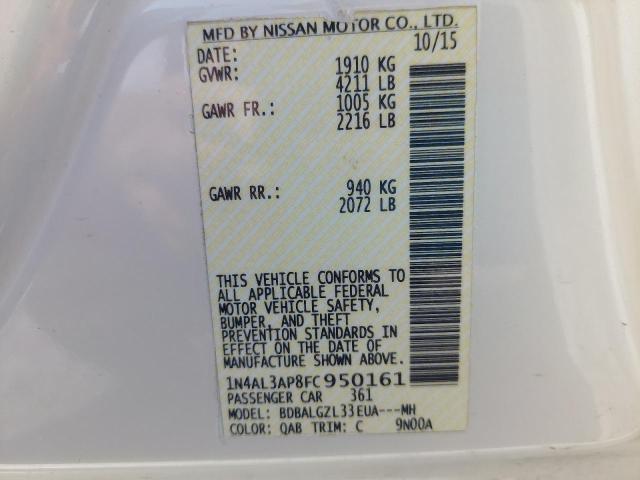 MFD BY NISSAN MOTOR CO., LTD.
DATE: 10/15
GVWR: 1910 KG
4211 LB
GAWR FR.: 1005 KG
2216 LB
GAWR RR.: 940 KG
2072 LB
THIS VEHICLE CONFORMS TO
ALL APPLICABLE FEDERAL
MOTOR VEHICLE SAFETY,
BUMPER, AND THEFT
PREVENTION STANDARDS IN
EFFECT ON THE DATE OF
MANUFACTURE SHOWN ABOVE.
1N4AL3AP8FC950161
PASSENGER CAR 361
MODEL: BDBALGZL33EUA---MH
COLOR: QAB TRIM: C 9N00A